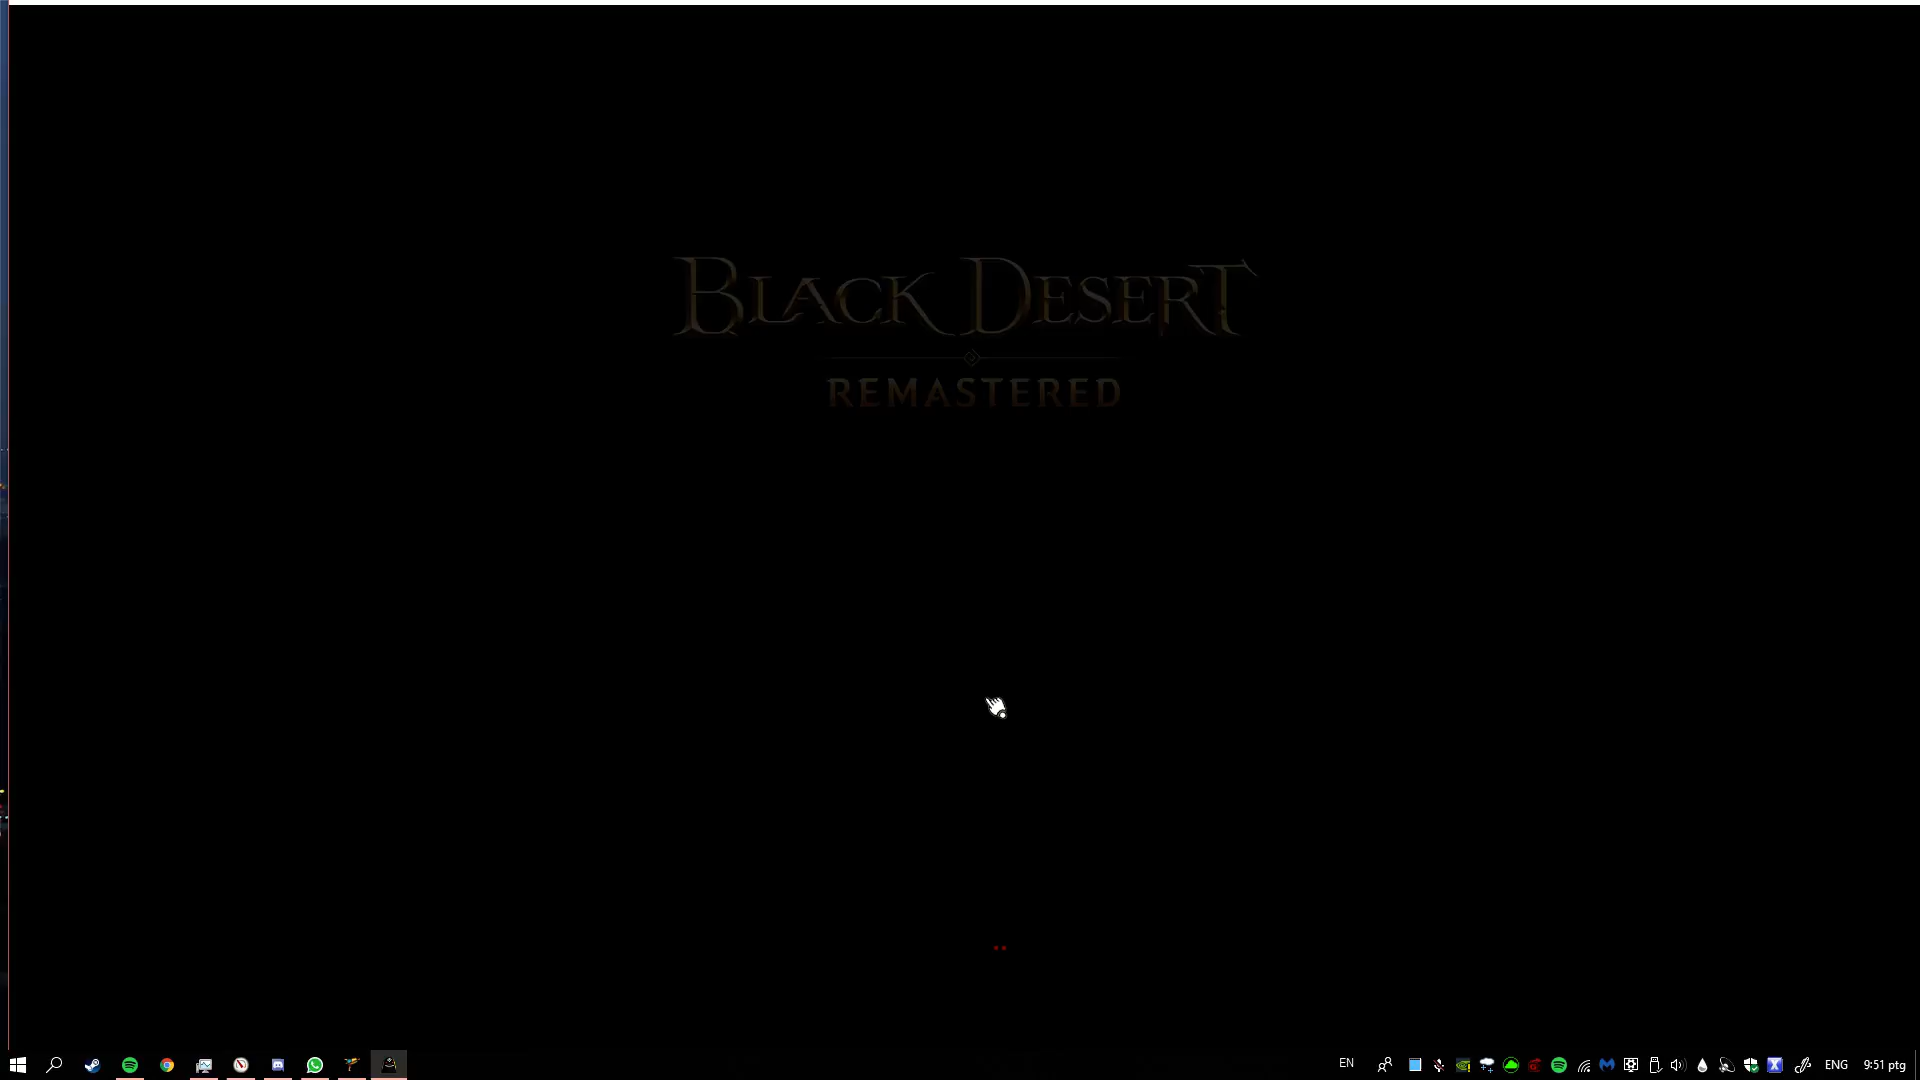 BLACK DESERT
REMASTERED
EN
ENG
9:51 ptg